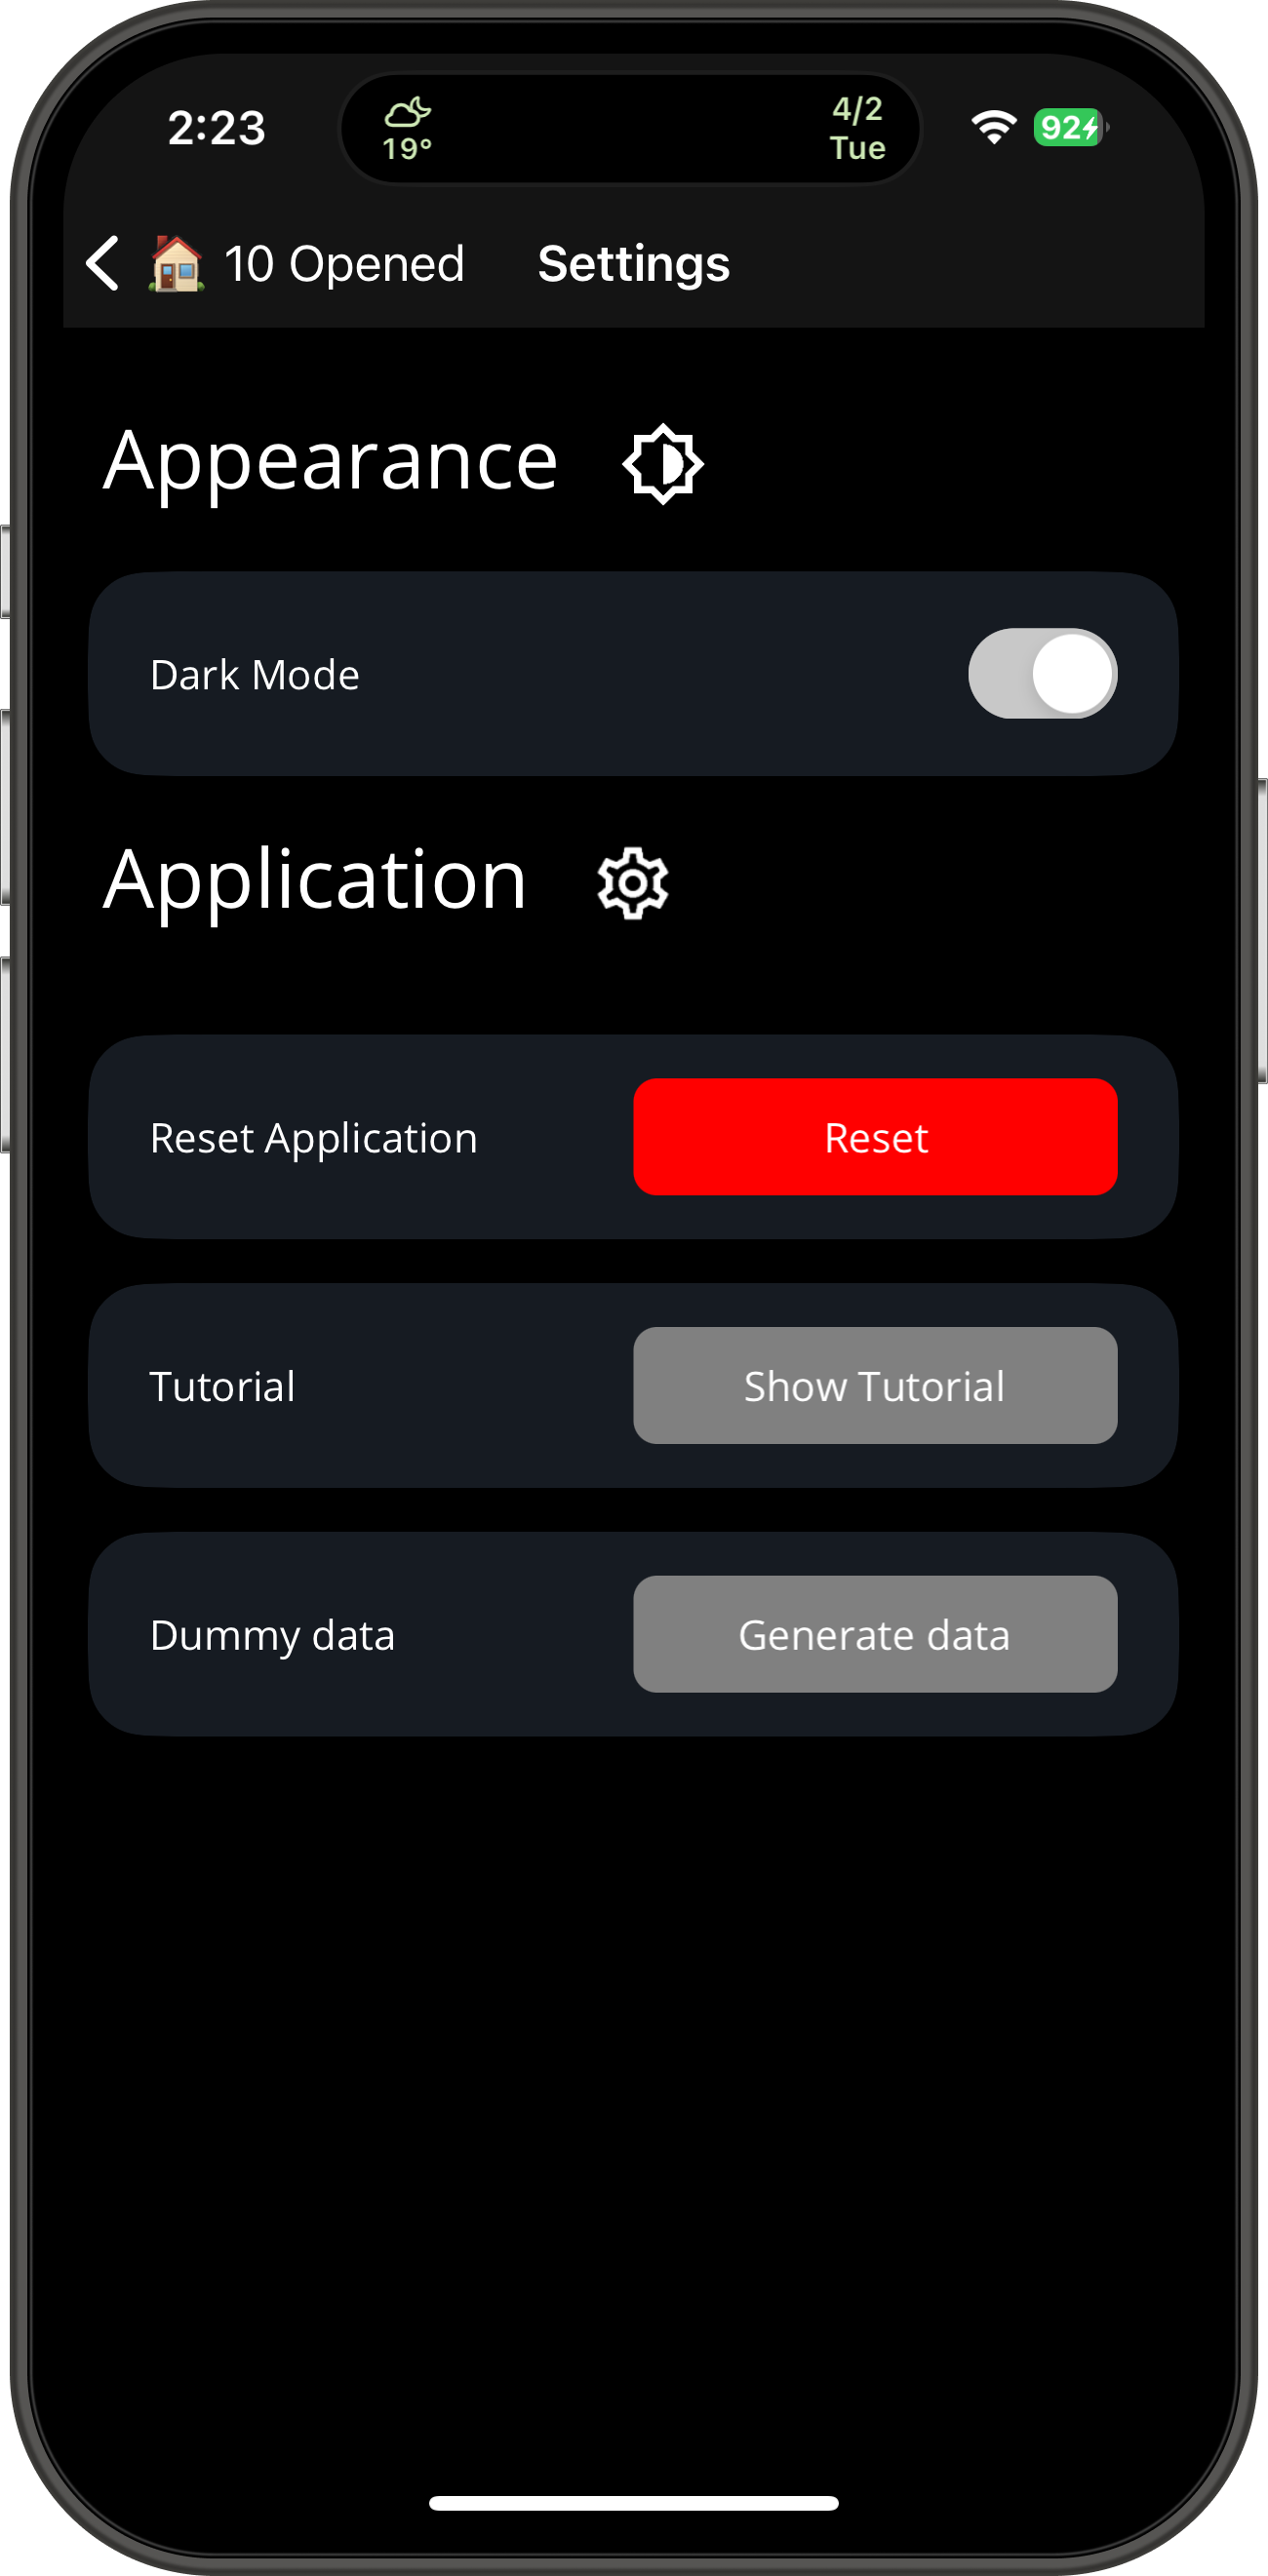 2:23
19°
4/2
Tue
92
10 Opened
Settings
Appearance
Dark Mode
Application
Reset Application
Reset
Tutorial
Show Tutorial
Dummy data
Generate data